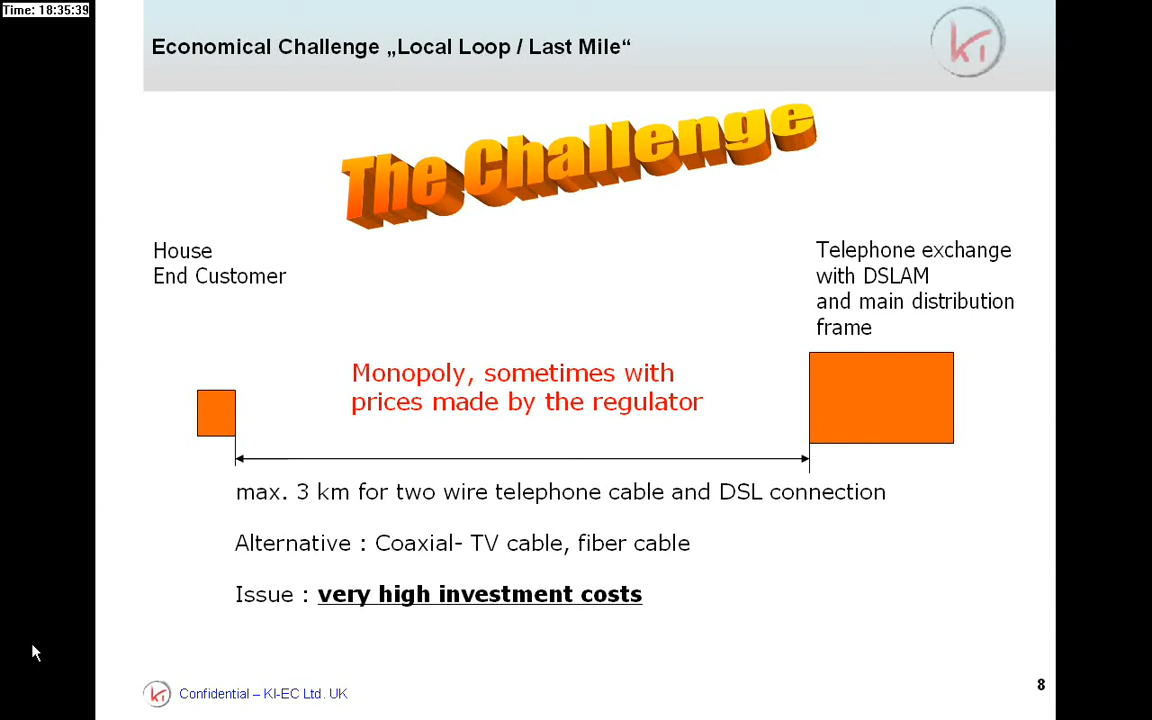 Time: 18:35:39
Economical Challenge „Local Loop / Last Mile“
KI
The Challenge
House
End Customer
Telephone exchange
with DSLAM
and main distribution
frame
Monopoly, sometimes with
prices made by the regulator
max. 3 km for two wire telephone cable and DSL connection
Alternative : Coaxial- TV cable, fiber cable
Issue : very high investment costs
KI
Confidential – KI-EC Ltd. UK
8